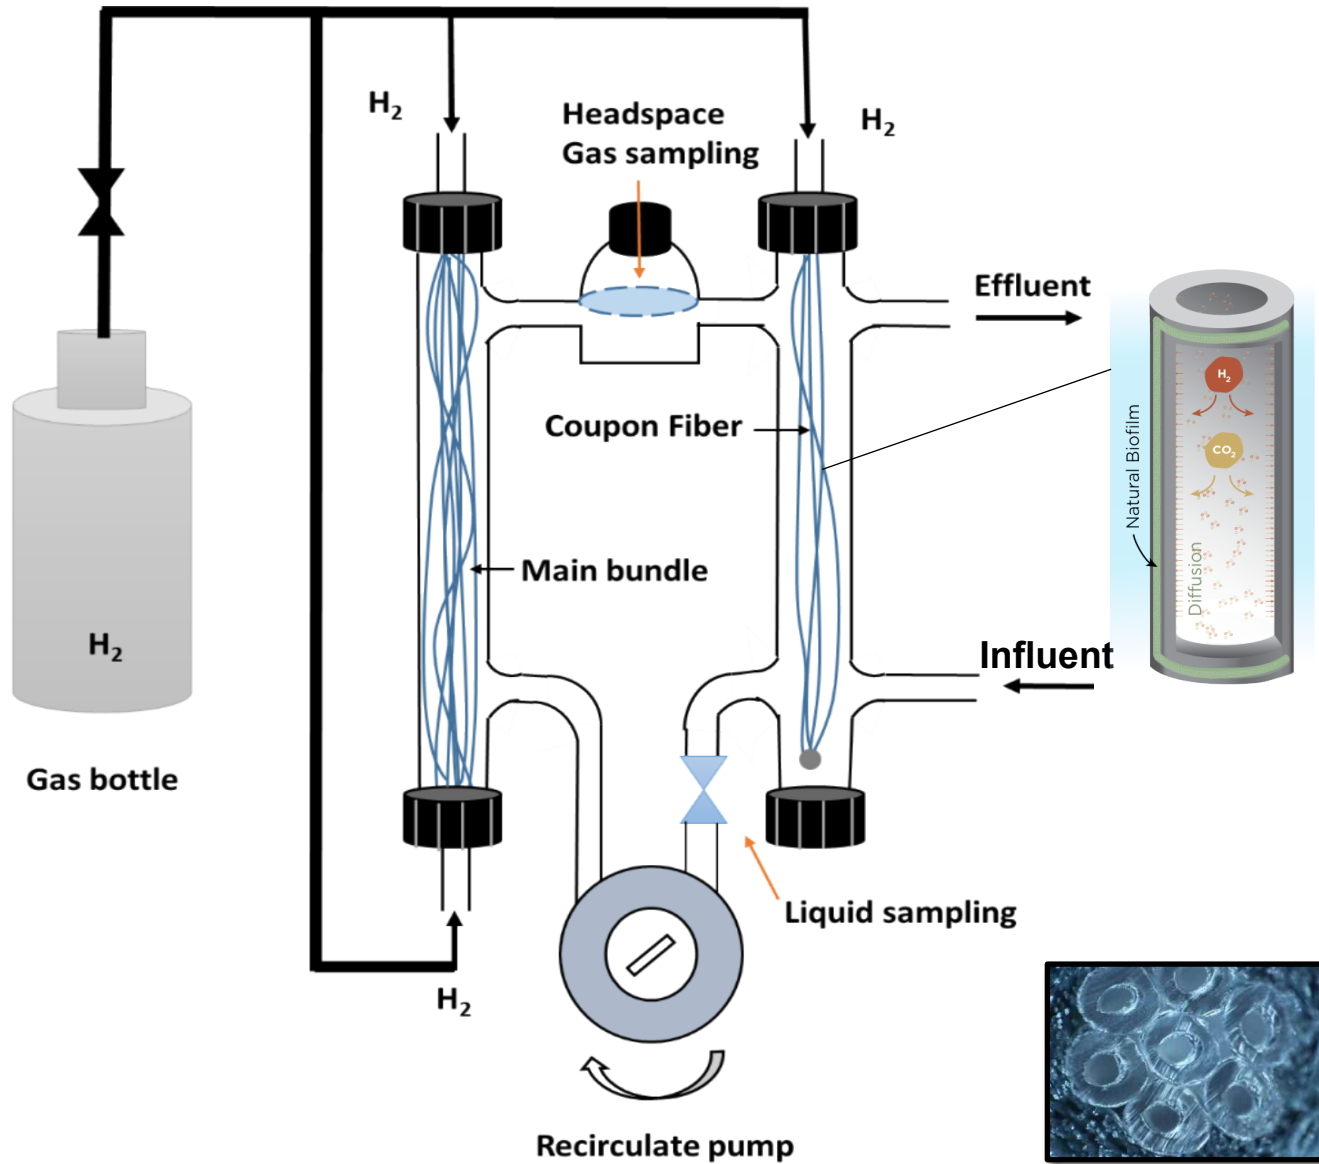 H₂
Headspace
Gas sampling
H₂
Effluent
H₂
CO₂
Natural Biofilm
Diffusion
Coupon Fiber
Main bundle
H₂
Influent
Gas bottle
Liquid sampling
H₂
Recirculate pump